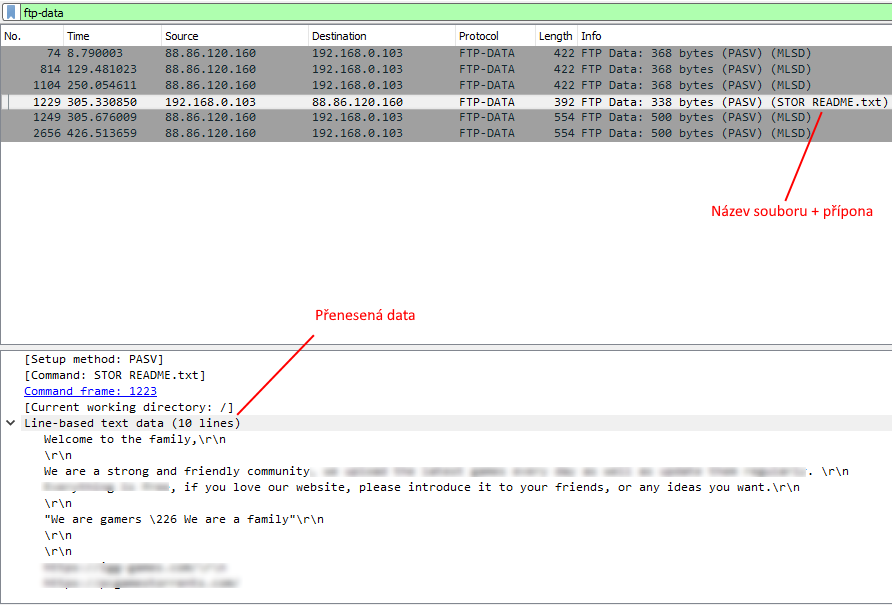 ftp-data
No. Time Source Destination Protocol Length Info
74 8.790003 88.86.120.160 192.168.0.103 FTP-DATA 422 FTP Data: 368 bytes (PASV) (MLSD)
814 129.481023 88.86.120.160 192.168.0.103 FTP-DATA 422 FTP Data: 368 bytes (PASV) (MLSD)
1104 250.054611 88.86.120.160 192.168.0.103 FTP-DATA 422 FTP Data: 368 bytes (PASV) (MLSD)
1229 305.330850 192.168.0.103 88.86.120.160 FTP-DATA 392 FTP Data: 338 bytes (PASV) (STOR README.txt)
1249 305.676009 88.86.120.160 192.168.0.103 FTP-DATA 554 FTP Data: 500 bytes (PASV) (MLSD)
2656 426.513659 88.86.120.160 192.168.0.103 FTP-DATA 554 FTP Data: 500 bytes (PASV) (MLSD)
Název souboru + přípona
Přenesená data
[Setup method: PASV]
[Command: STOR README.txt]
Command frame: 1223
[Current working directory: /]
Line-based text data (10 lines)
Welcome to the family,\r\n
\r\n
We are a strong and friendly community . \r\n
, if you love our website, please introduce it to your friends, or any ideas you want.\r\n
\r\n
"We are gamers \226 We are a family"\r\n
\r\n
\r\n